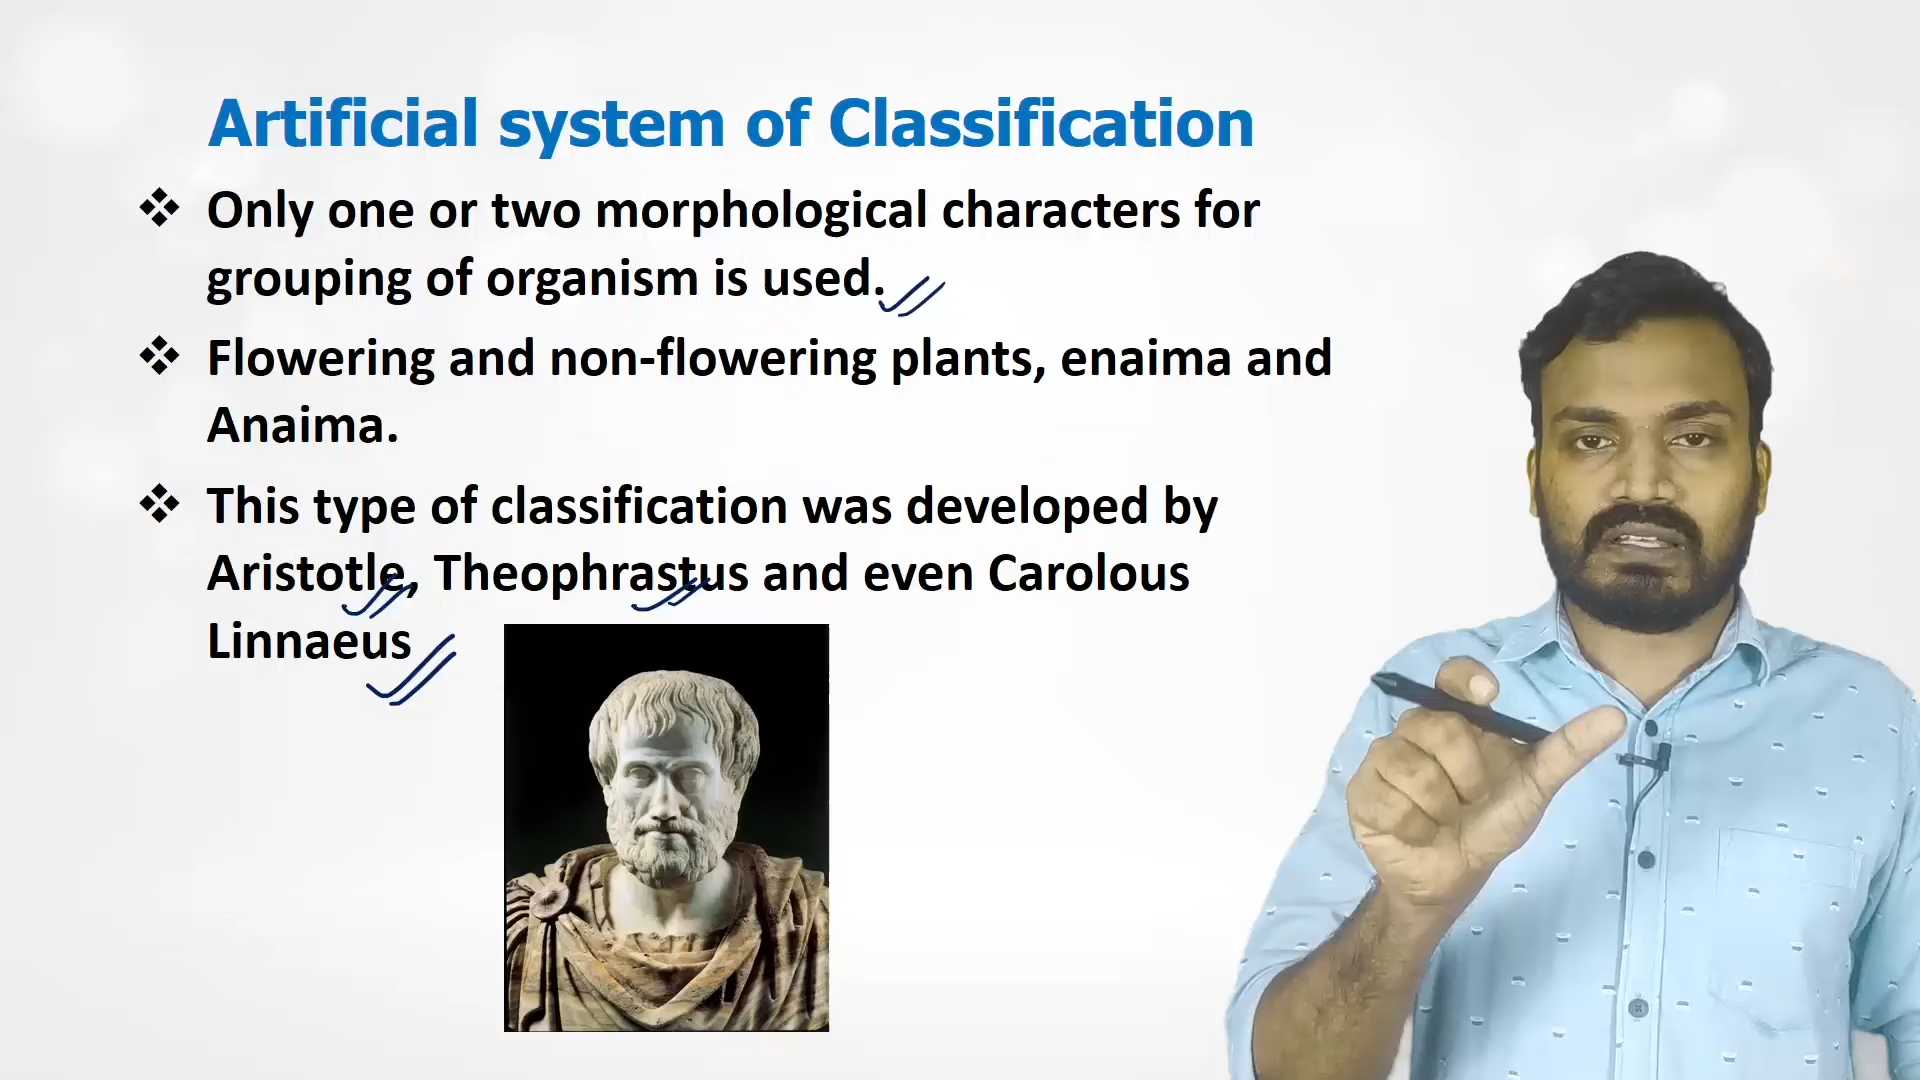 Artificial system of Classification
❖ Only one or two morphological characters for
grouping of organism is used.
❖ Flowering and non-flowering plants, enaima and
Anaima.
❖ This type of classification was developed by
Aristotle, Theophrastus and even Carolous
Linnaeus